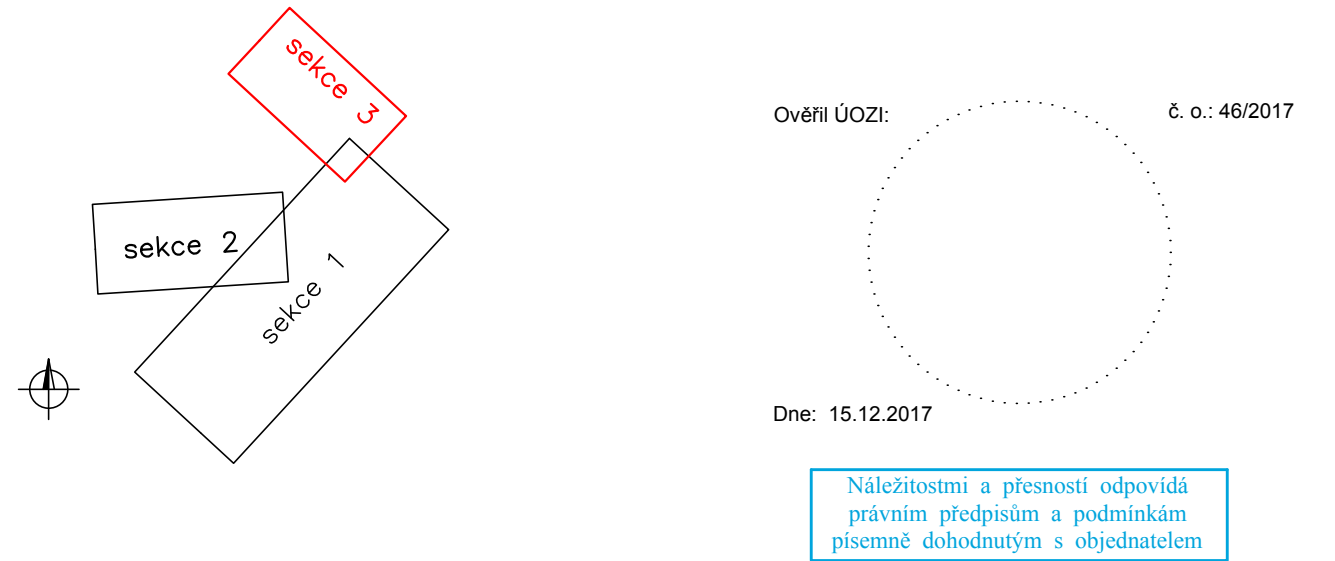 sekce 3
sekce 2
sekce 1
Ověřil ÚOZI:
č. o.: 46/2017
Dne: 15.12.2017
Náležitostmi a přesností odpovídá
právním předpisům a podmínkám
písemně dohodnutým s objednatelem